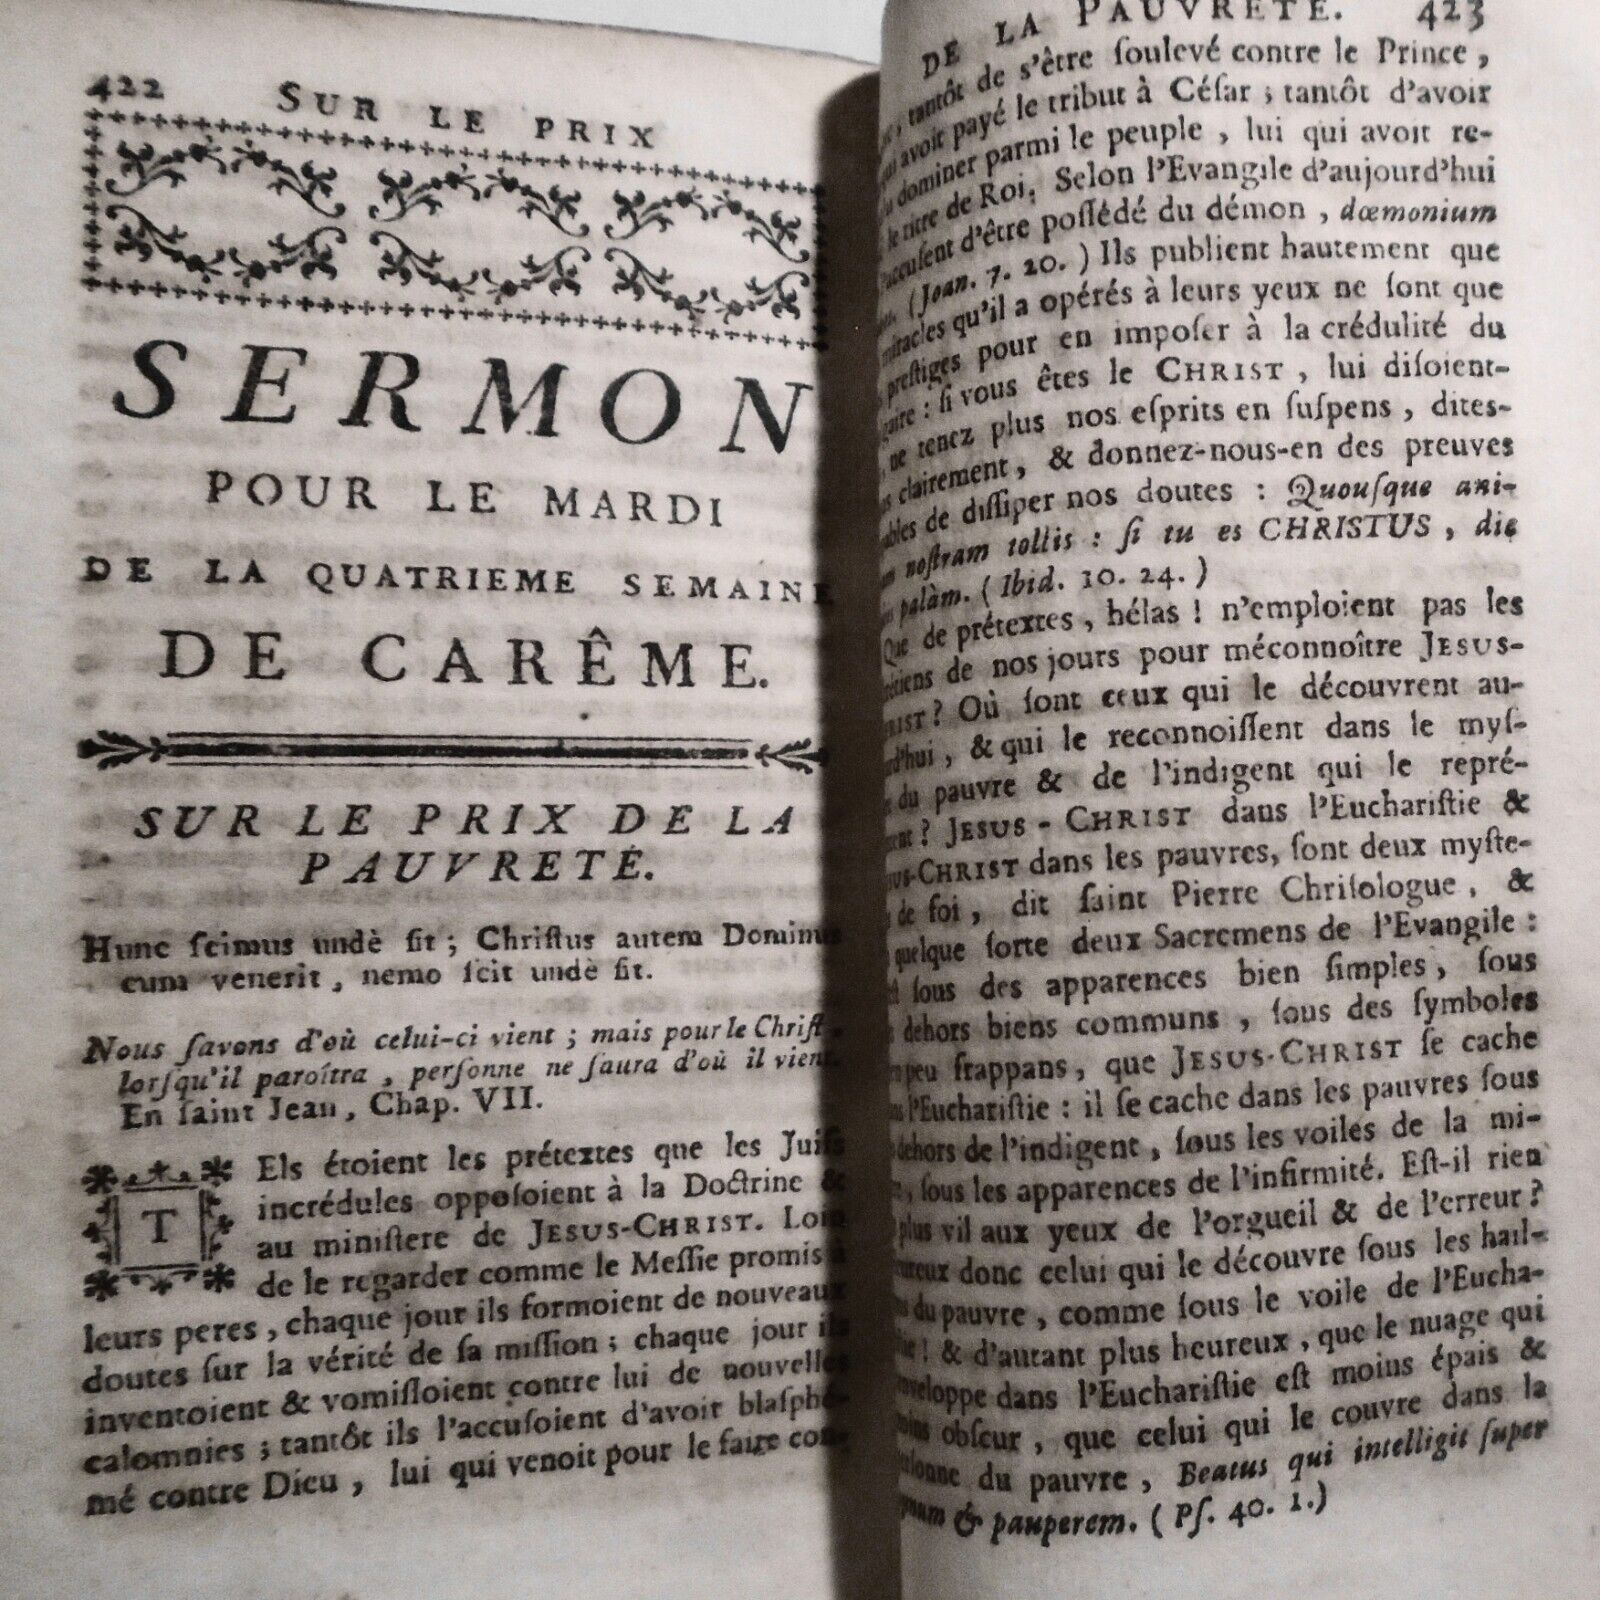 422 SUR LE PRIX
SERMON
POUR LE MARDI
DE LA QUATRIEME SEMAINE
DE CARÊME.
SUR LE PRIX DE LA
PAUVRETÉ.
Hunc ſcimus undè ſit ; Chriſtus autem Dominus
cum venerit, nemo ſcit undè ſit.
Nous ſavons d'où celui-ci vient ; mais pour le Chriſt,
lorſqu'il paroîtra, perſonne ne ſaura d'où il vient.
En ſaint Jean, Chap. VII.
TEls étoient les prétextes que les Juifs
incrédules oppoſoient à la Doctrine &
au miniſtere de JESUS-CHRIST. Loin
de le regarder comme le Meſſie promis à
leurs peres, chaque jour ils formoient de nouveaux
doutes ſur la vérité de ſa miſſion ; chaque jour ils
inventoient & vomiſſoient contre lui de nouvelles
calomnies ; tantôt ils l'accuſoient d'avoir blaſphé-
mé contre Dieu, lui qui venoit pour le faire con-
DE LA PAUVRETÉ. 423
, tantôt de s'être ſoulevé contre le Prince,
qui avoit payé le tribut à Céſar ; tantôt d'avoir
dominer parmi le peuple, lui qui avoit re-
le titre de Roi. Selon l'Evangile d'aujourd'hui
l'accuſent d'être poſſédé du démon, dœmonium
(Joan. 7. 20.) Ils publient hautement que
miracles qu'il a opérés à leurs yeux ne ſont que
preſtiges pour en impoſer à la crédulité du
: ſi vous êtes le CHRIST, lui diſoient-
ne tenez plus nos eſprits en ſuſpens, dites-
clairement, & donnez-nous-en des preuves
de diſſiper nos doutes : Quouſque ani-
noſtram tollis : ſi tu es CHRISTUS, dic
palàm. (Ibid. 10. 24.)
Que de prétextes, hélas ! n'emploient pas les
de nos jours pour méconnoître JESUS-
? Où ſont ceux qui le découvrent au-
, & qui le reconnoiſſent dans le myſ-
du pauvre & de l'indigent qui le repré-
? JESUS-CHRIST dans l'Euchariſtie &
-CHRIST dans les pauvres, ſont deux myſte-
de foi, dit ſaint Pierre Chriſologue, &
quelque ſorte deux Sacremens de l'Evangile :
ſous des apparences bien ſimples, ſous
dehors biens communs, ſous des ſymboles
peu frappans, que JESUS-CHRIST ſe cache
l'Euchariſtie : il ſe cache dans les pauvres ſous
dehors de l'indigent, ſous les voiles de la mi-
, ſous les apparences de l'infirmité. Eſt-il rien
plus vil aux yeux de l'orgueil & de l'erreur ?
donc celui qui le découvre ſous les hail-
du pauvre, comme ſous le voile de l'Eucha-
! & d'autant plus heureux, que le nuage qui
enveloppe dans l'Euchariſtie eſt moins épais &
obſcur, que celui qui le couvre dans la
du pauvre, Beatus qui intelligit ſuper
& pauperem. (Pſ. 40. 1.)